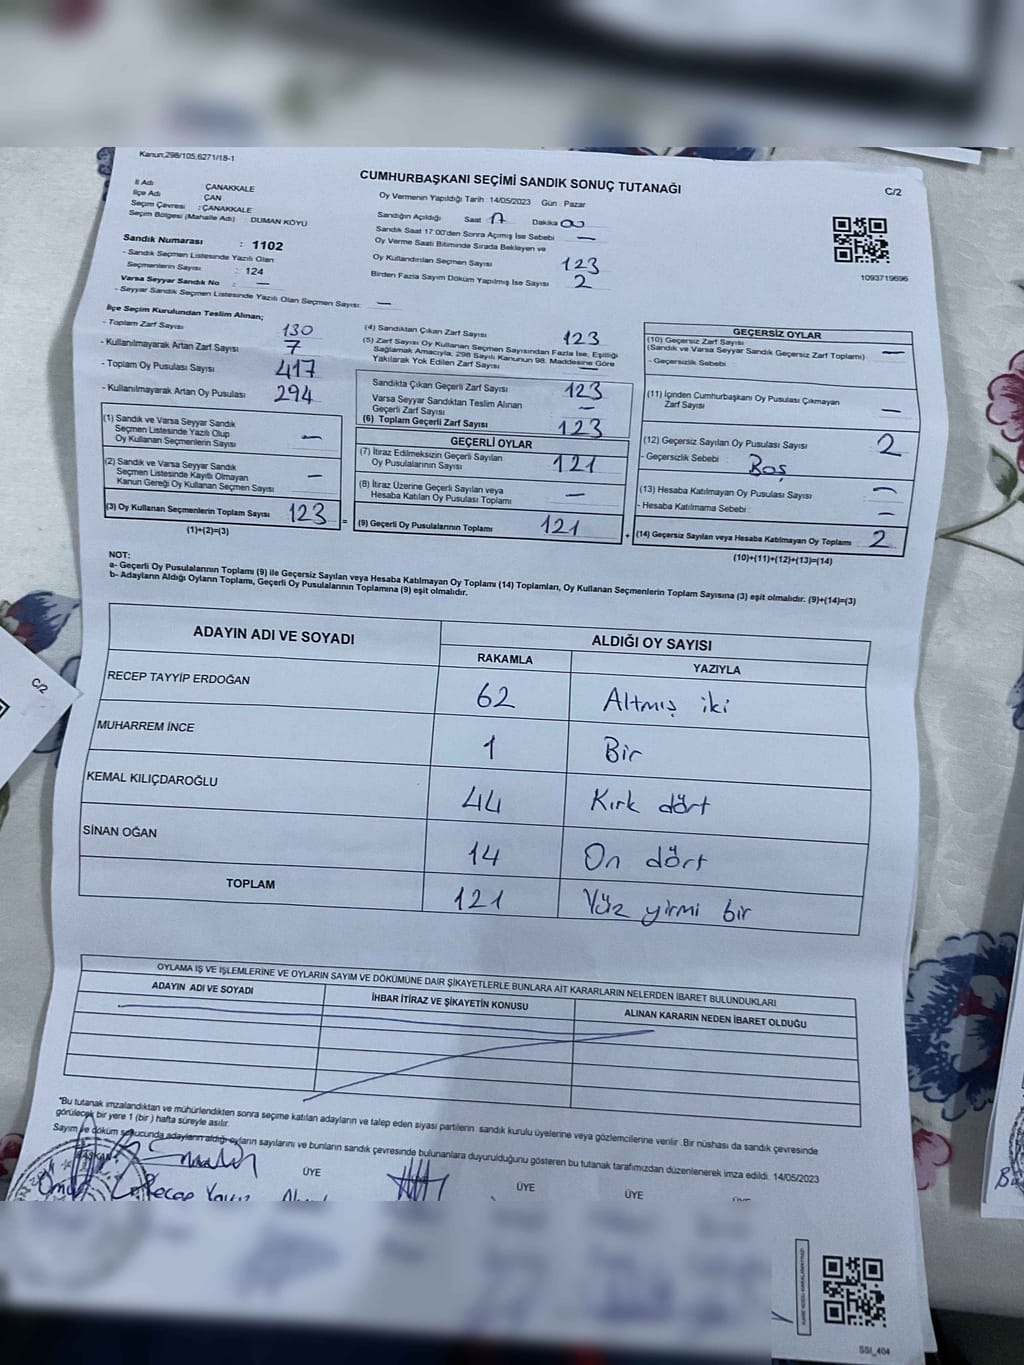 Kanun;298/105;6271/18-1
CUMHURBAŞKANI SEÇİMİ SANDIK SONUÇ TUTANAĞI
C/2
İl Adı ÇANAKKALE
İlçe Adı ÇAN
Seçim Çevresi : ÇANAKKALE
Seçim Bölgesi (Mahalle Adı) DUMAN KÖYÜ
Oy Vermenin Yapıldığı Tarih 14/05/2023 Gün : Pazar
Sandığın Açıldığı Saat 17 Dakika 00
Sandık Saat 17:00'den Sonra Açımış İse Sebebi —
Oy Verme Saati Bitiminde Sırada Bekleyen ve
Oy Kullandırılan Seçmen Sayısı 123
Birden Fazla Sayım Döküm Yapılmış İse Sayısı 2
1093719696
Sandık Numarası : 1102
- Sandık Seçmen Listesinde Yazılı Olan
Seçmenlerin Sayısı : 124
Varsa Seyyar Sandık No : —
- Seyyar Sandık Seçmen Listesinde Yazılı Olan Seçmen Sayısı: —
İlçe Seçim Kurulundan Teslim Alınan;
- Toplam Zarf Sayısı 130
- Kullanılmayarak Artan Zarf Sayısı 7
- Toplam Oy Pusulası Sayısı 417
- Kullanılmayarak Artan Oy Pusulası 294
(1) Sandık ve Varsa Seyyar Sandık
Seçmen Listesinde Yazılı Olup
Oy Kullanan Seçmenlerin Sayısı —
(2) Sandık ve Varsa Seyyar Sandık
Seçmen Listesinde Kayıtlı Olmayan
Kanun Gereği Oy Kullanan Seçmen Sayısı —
(3) Oy Kullanan Seçmenlerin Toplam Sayısı 123 =
(1)+(2)=(3)
(4) Sandıktan Çıkan Zarf Sayısı 123
(5) Zarf Sayısı Oy Kullanan Seçmen Sayısından Fazla İse, Eşitliği
Sağlamak Amacıyla, 298 Sayılı Kanunun 98. Maddesine Göre
Yakılarak Yok Edilen Zarf Sayısı —
Sandıkta Çıkan Geçerli Zarf Sayısı 123
Varsa Seyyar Sandıktan Teslim Alınan
Geçerli Zarf Sayısı —
(6) Toplam Geçerli Zarf Sayısı 123
GEÇERLİ OYLAR
(7) İtiraz Edilmeksizin Geçerli Sayılan
Oy Pusulalarının Sayısı 121
(8) İtiraz Üzerine Geçerli Sayılan veya
Hesaba Katılan Oy Pusulası Toplamı —
(9) Geçerli Oy Pusulalarının Toplamı 121 +
GEÇERSİZ OYLAR
(10) Geçersiz Zarf Sayısı
(Sandık ve Varsa Seyyar Sandık Geçersiz Zarf Toplamı) —
- Geçersizlik Sebebi
(11) İçinden Cumhurbaşkanı Oy Pusulası Çıkmayan
Zarf Sayısı —
(12) Geçersiz Sayılan Oy Pusulası Sayısı 2
- Geçersizlik Sebebi : Boş
(13) Hesaba Katılmayan Oy Pusulası Sayısı —
- Hesaba Katılmama Sebebi : —
(14) Geçersiz Sayılan veya Hesaba Katılmayan Oy Toplamı 2
(10)+(11)+(12)+(13)=(14)
NOT:
a- Geçerli Oy Pusulalarının Toplamı (9) ile Geçersiz Sayılan veya Hesaba Katılmayan Oy Toplamı (14) Toplamları, Oy Kullanan Seçmenlerin Toplam Sayısına (3) eşit olmalıdır. (9)+(14)=(3)
b- Adayların Aldığı Oyların Toplamı, Geçerli Oy Pusulalarının Toplamına (9) eşit olmalıdır.
ADAYIN ADI VE SOYADI ALDIĞI OY SAYISI
RAKAMLA YAZIYLA
RECEP TAYYİP ERDOĞAN 62 Altmış iki
MUHARREM İNCE 1 Bir
KEMAL KILIÇDAROĞLU 44 Kırk dört
SİNAN OĞAN 14 On dört
TOPLAM 121 Yüz yirmi bir
C/2
OYLAMA İŞ VE İŞLEMLERİNE VE OYLARIN SAYIM VE DÖKÜMÜNE DAİR ŞİKAYETLERLE BUNLARA AİT KARARLARIN NELERDEN İBARET BULUNDUKLARI
ADAYIN ADI VE SOYADI İHBAR İTİRAZ VE ŞİKAYETİN KONUSU ALINAN KARARIN NEDEN İBARET OLDUĞU
*Bu tutanak imzalandıktan ve mühürlendikten sonra seçime katılan adayların ve talep eden siyasi partilerin sandık kurulu üyelerine veya gözlemcilerine verilir. Bir nüshası da sandık çevresinde
görülecek bir yere 1 (bir) hafta süreyle asılır.
Sayım ve döküm sonucunda adayların aldığı oyların sayılarını ve bunların sandık çevresinde bulunanlara duyurulduğunu gösteren bu tutanak tarafımızdan düzenlenerek imza edildi. 14/05/2023
BAŞKAN ÜYE ÜYE ÜYE
SSI_404